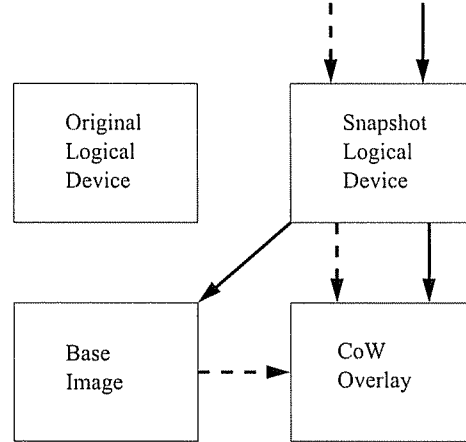 Original
Logical
Device
Snapshot
Logical
Device
Base
Image
CoW
Overlay